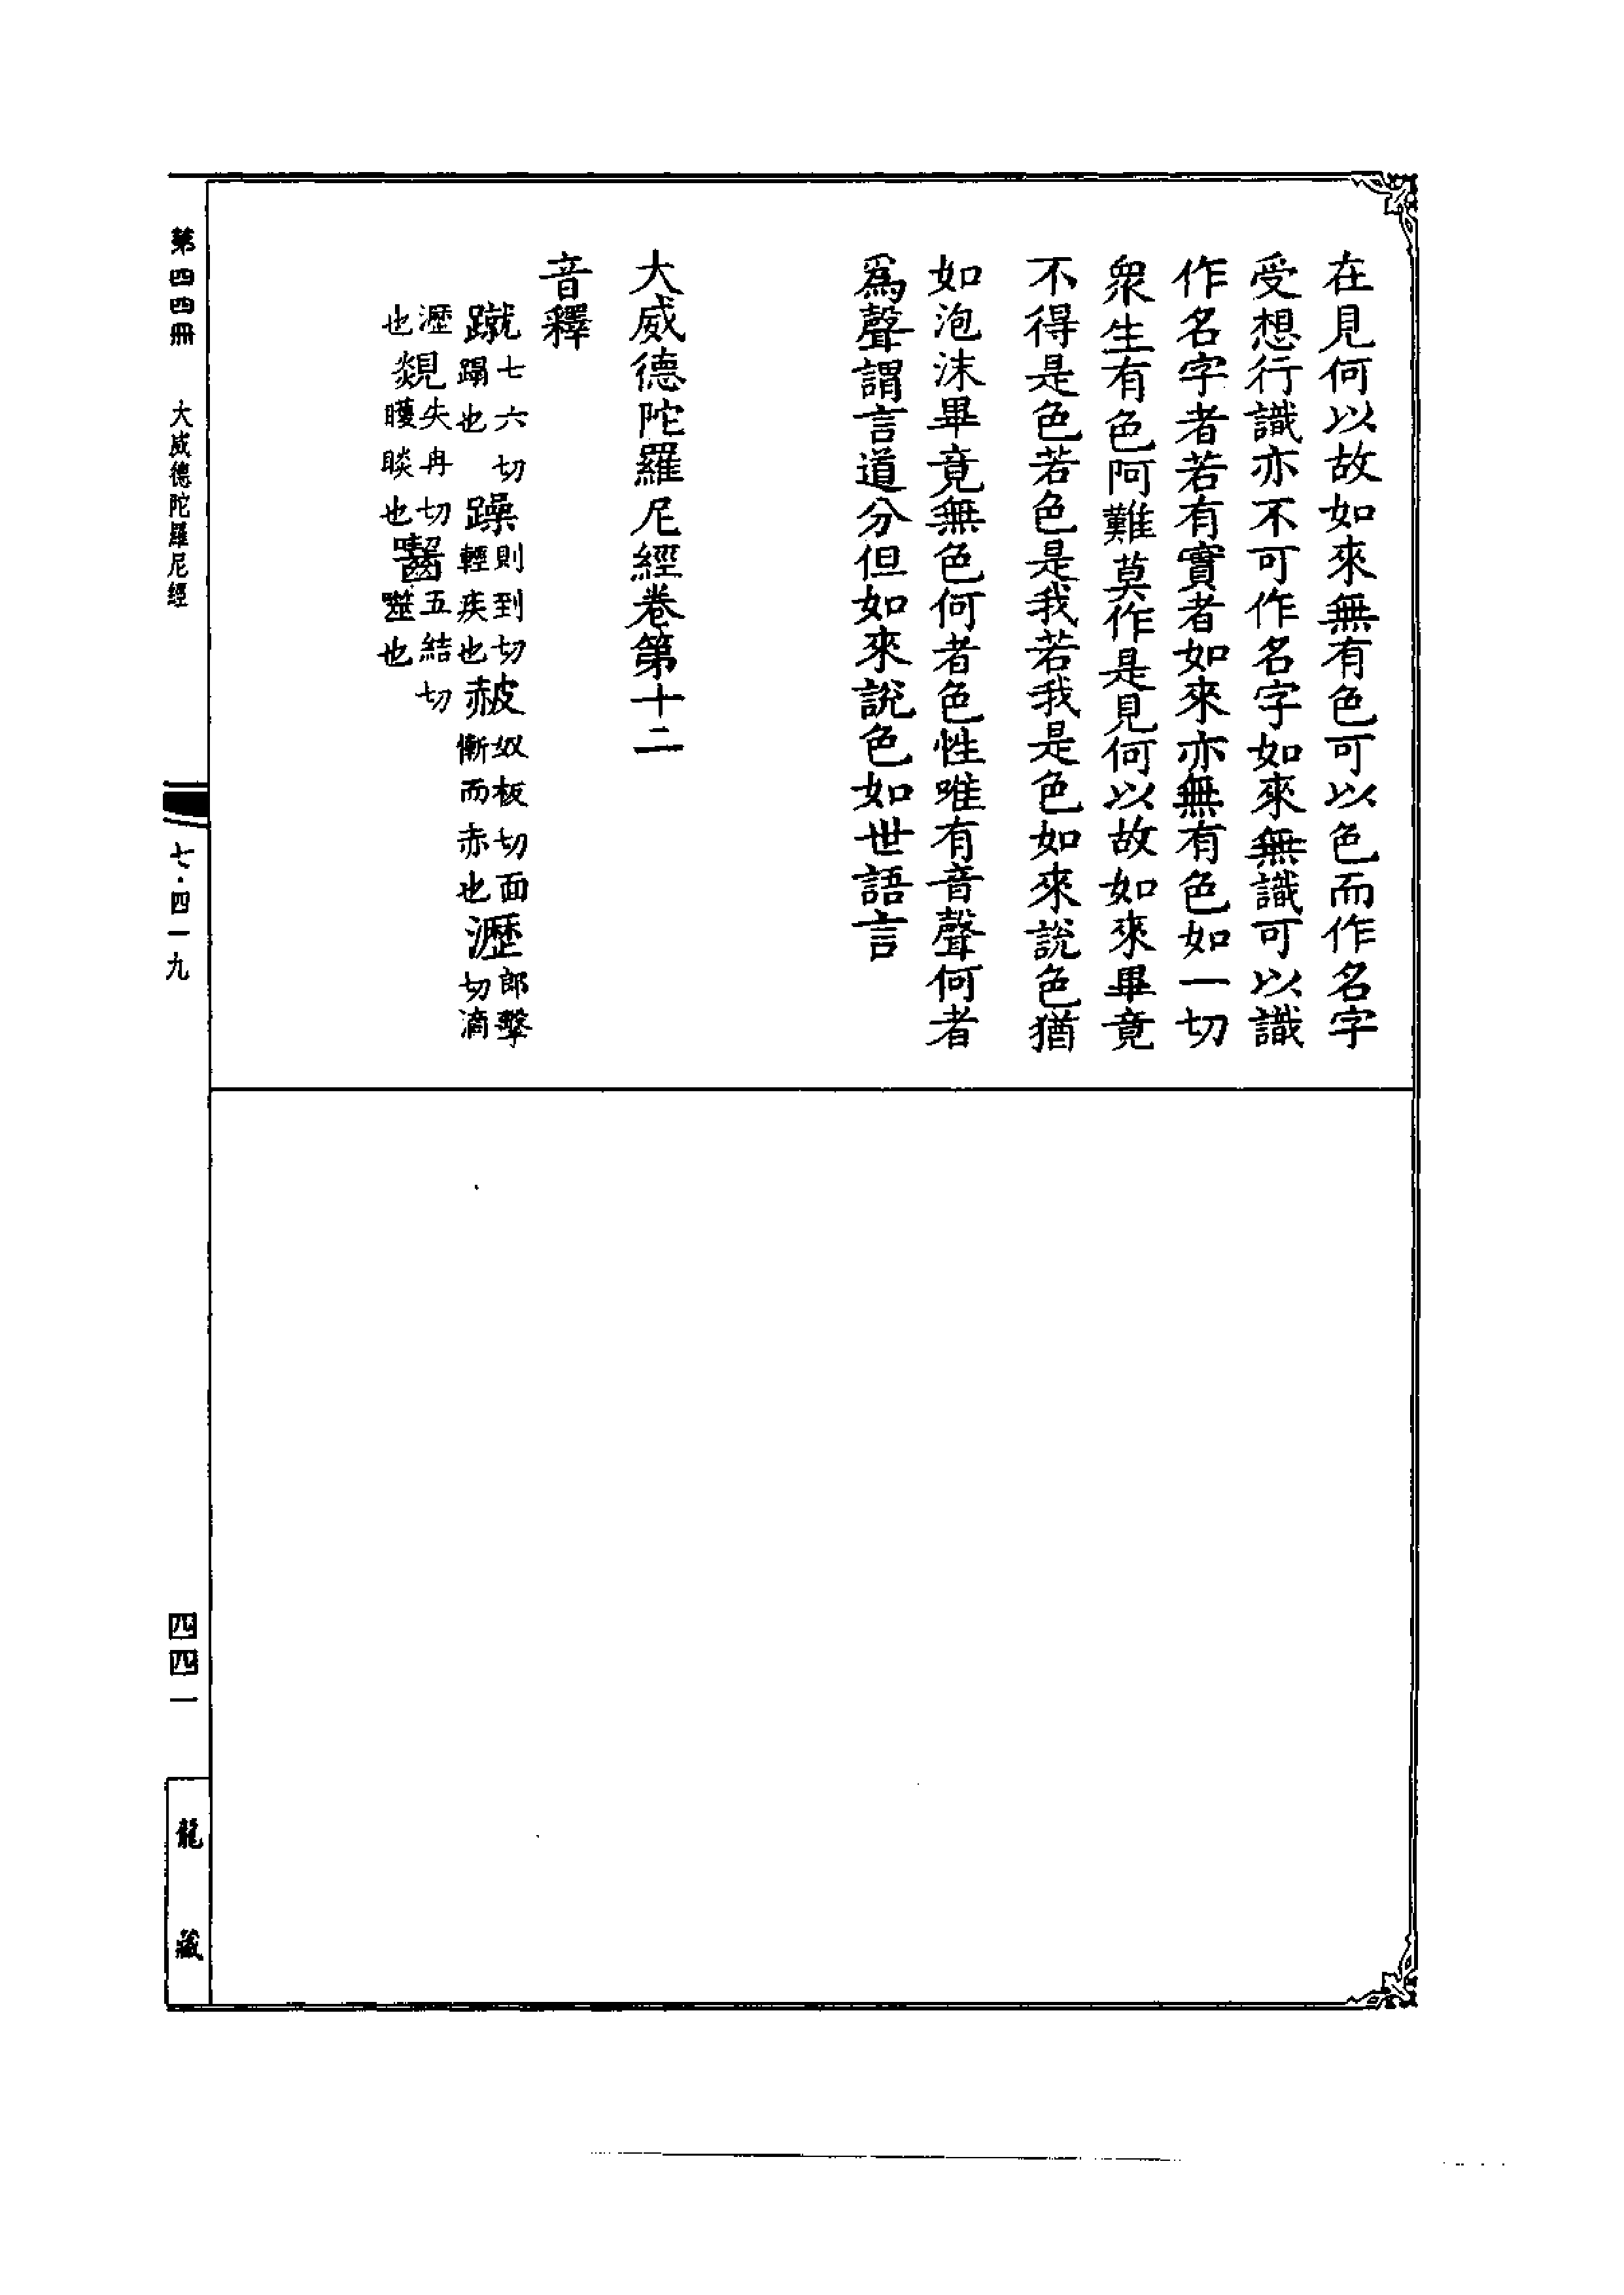 在見何以故如來無有色可以色而作名字
受想行識亦不可作名字如來無識可以識
作名字者若有實者如來亦無有色如一切
衆生有色阿難莫作是見何以故如來畢竟
不得是色若色是我若我是色如來說色猶
如泡沫畢竟無色何者色性唯有音聲何者
爲聲謂言道分但如來說色如世語言
大威德陀羅尼經卷第十二
音釋
蹴七六切蹋也 躁則到切輕疾也 赧奴板切面慚而赤也 瀝郎擊切滴
瀝也 覢失冉切 也 齧五結切噬也
第四四冊 大威德陀羅尼經
七·四一九
四四一
龍藏